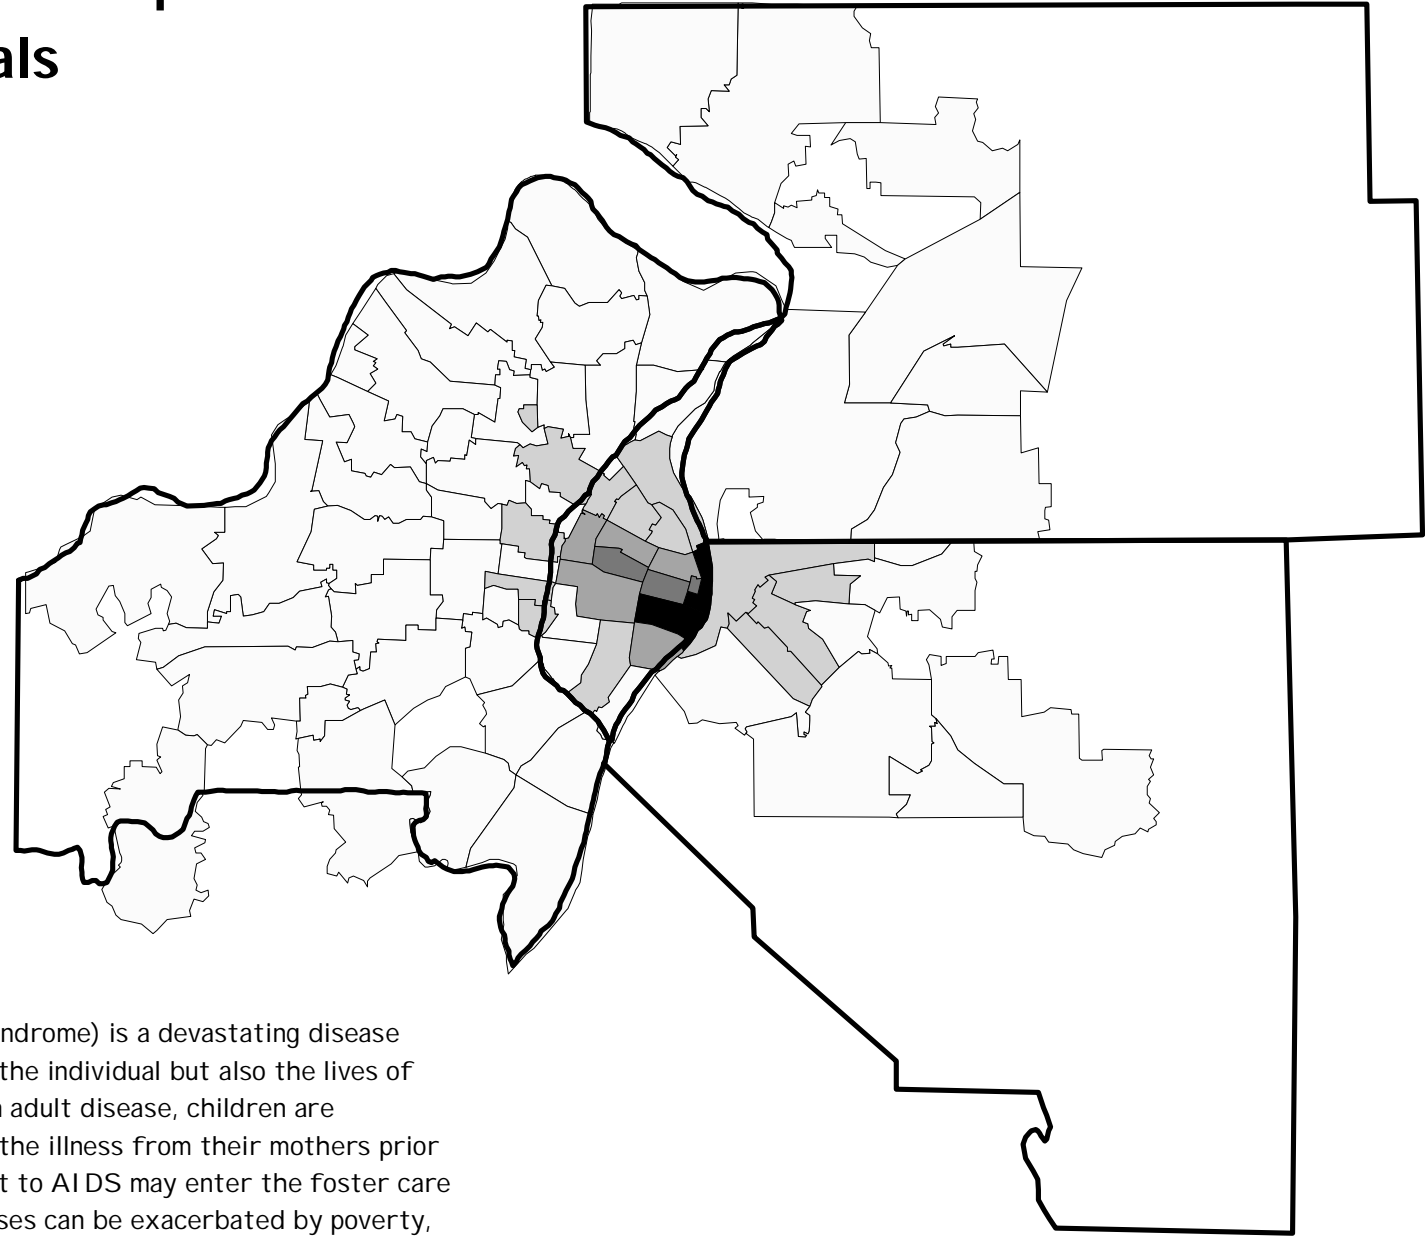 als
ndrome) is a devastating disease
the individual but also the lives of
adult disease, children are
the illness from their mothers prior
t to AIDS may enter the foster care
ses can be exacerbated by poverty,